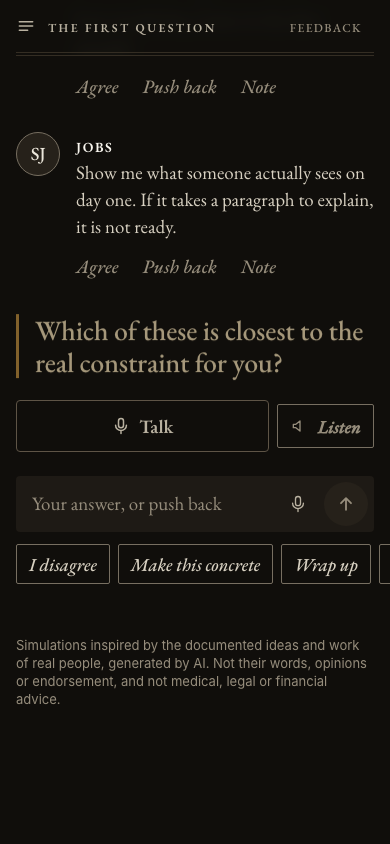 THE FIRST QUESTION
FEEDBACK
Agree Push back Note
SJ
JOBS
Show me what someone actually sees on
day one. If it takes a paragraph to explain,
it is not ready.
Agree Push back Note
Which of these is closest to the
real constraint for you?
Talk
Listen
Your answer, or push back
I disagree
Make this concrete
Wrap up
Simulations inspired by the documented ideas and work
of real people, generated by AI. Not their words, opinions
or endorsement, and not medical, legal or financial
advice.